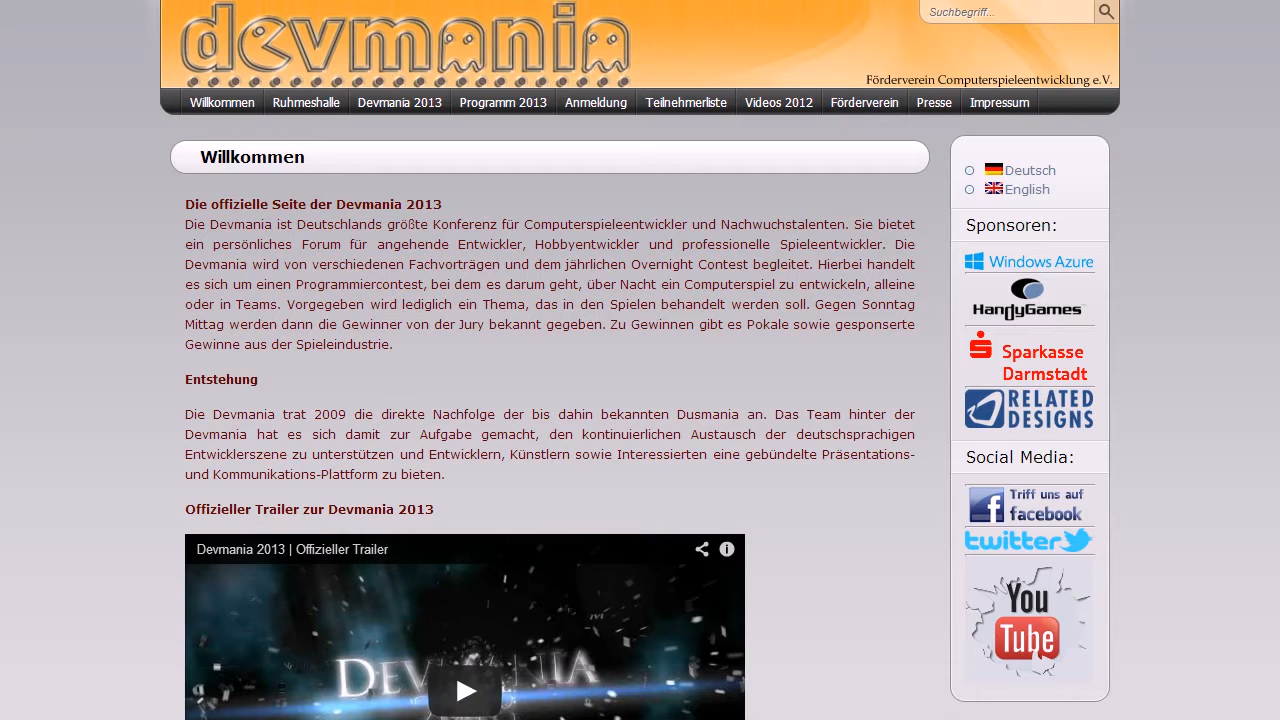 devmania
Suchbegriff...
Förderverein Computerspieleentwicklung e.V.
Willkommen Ruhmeshalle Devmania 2013 Programm 2013 Anmeldung Teilnehmerliste Videos 2012 Förderverein Presse Impressum
Willkommen
Die offizielle Seite der Devmania 2013
Die Devmania ist Deutschlands größte Konferenz für Computerspieleentwickler und Nachwuchstalenten. Sie bietet
ein persönliches Forum für angehende Entwickler, Hobbyentwickler und professionelle Spieleentwickler. Die
Devmania wird von verschiedenen Fachvorträgen und den jährlichen Overnight Contest begleitet. Hierbei handelt
es sich um einen Programmiercontest, bei dem es darum geht, über Nacht ein Computerspiel zu entwickeln, alleine
oder in Teams. Vorgegeben wird lediglich ein Thema, das in den Spielen behandelt werden soll. Gegen Sonntag
Mittag werden dann die Gewinner von der Jury bekannt gegeben. Zu Gewinnen gibt es Pokale sowie gesponserte
Gewinne aus der Spieleindustrie.
Entstehung
Die Devmania trat 2009 die direkte Nachfolge der bis dahin bekannten Dusmania an. Das Team hinter der
Devmania hat es sich damit zur Aufgabe gemacht, den kontinuierlichen Austausch der deutschsprachigen
Entwicklerszene zu unterstützen und Entwicklern, Künstlern sowie Interessierten eine gebündelte Präsentations-
und Kommunikations-Plattform zu bieten.
Offizieller Trailer zur Devmania 2013
Devmania 2013 | Offizieller Trailer
DEVMANIA
Deutsch
English
Sponsoren:
Windows Azure
HANDYGAMES
Sparkasse
Darmstadt
RELATED
DESIGNS
Social Media:
Triff uns auf
facebook
twitter
You
Tube